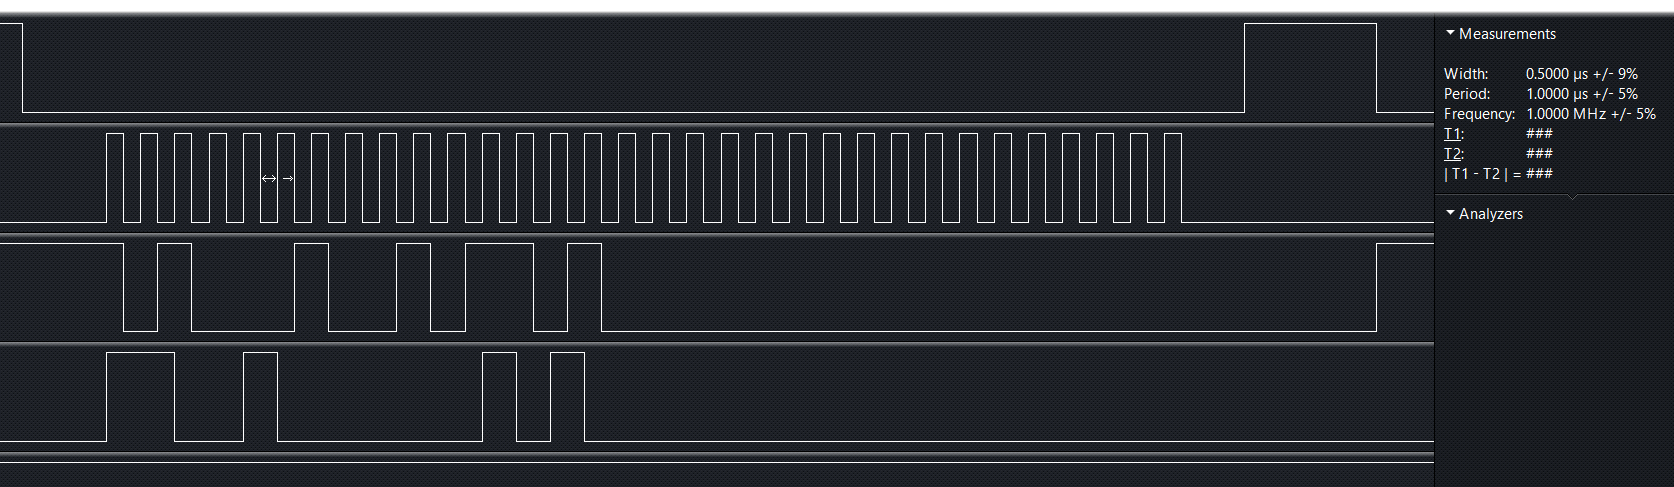 Measurements
Width: 0.5000 µs +/- 9%
Period: 1.0000 µs +/- 5%
Frequency: 1.0000 MHz +/- 5%
T1: ###
T2: ###
| T1 - T2 | = ###
Analyzers